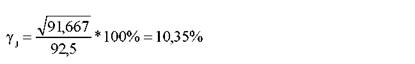 γ_J = √91,667 / 92,5 * 100% = 10,35%